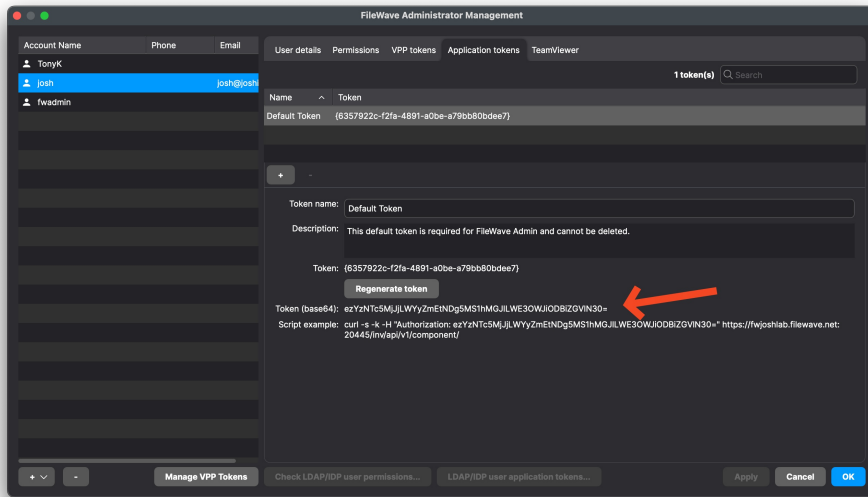 FileWave Administrator Management
Account Name Phone Email
TonyK
josh josh@joshi
fwadmin
User details Permissions VPP tokens Application tokens TeamViewer
1 token(s) Search
Name Token
Default Token {6357922c-f2fa-4891-a0be-a79bb80bdee7}
+ -
Token name: Default Token
Description: This default token is required for FileWave Admin and cannot be deleted.
Token: {6357922c-f2fa-4891-a0be-a79bb80bdee7}
Regenerate token
Token (base64): ezYzNTc5MjJjLWYyZmEtNDg5MS1hMGJlLWE3OWJiODBiZGVlN30=
Script example: curl -s -k -H "Authorization: ezYzNTc5MjJjLWYyZmEtNDg5MS1hMGJlLWE3OWJiODBiZGVlN30=" https://fwjoshlab.filewave.net:
20445/inv/api/v1/component/
+ - Manage VPP Tokens Check LDAP/IDP user permissions... LDAP/IDP user application tokens... Apply Cancel OK